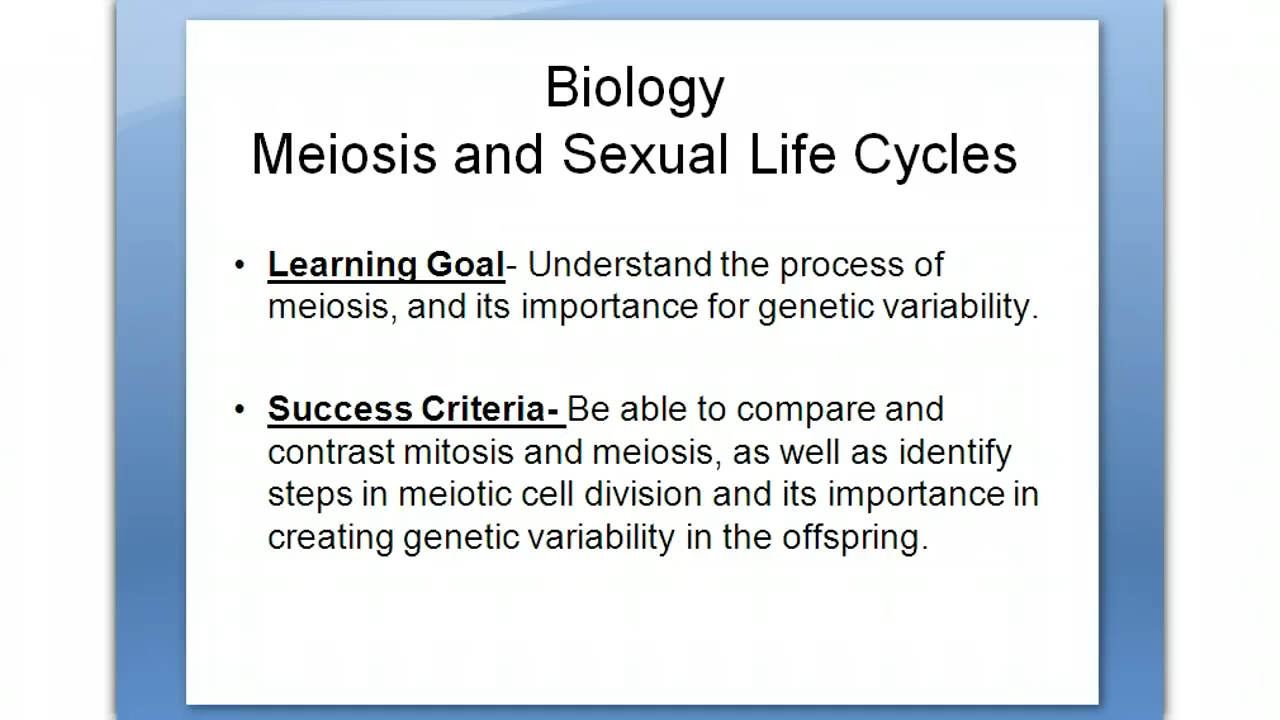 Biology
Meiosis and Sexual Life Cycles
• Learning Goal- Understand the process of
meiosis, and its importance for genetic variability.
• Success Criteria- Be able to compare and
contrast mitosis and meiosis, as well as identify
steps in meiotic cell division and its importance in
creating genetic variability in the offspring.